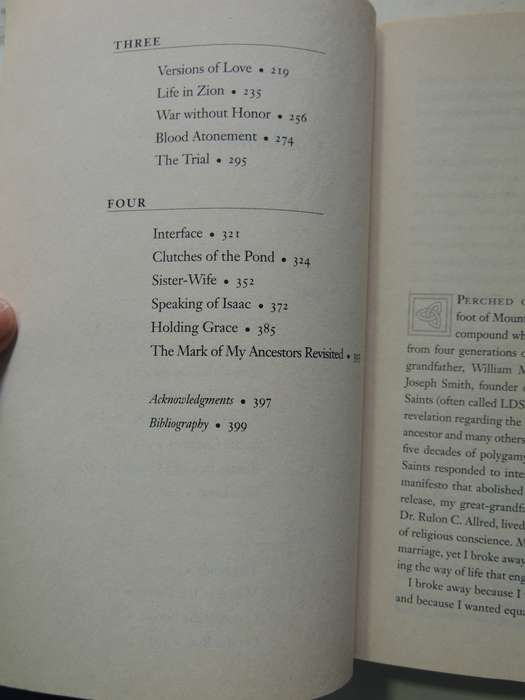 THREE
Versions of Love • 219
Life in Zion • 235
War without Honor • 256
Blood Atonement • 274
The Trial • 295
FOUR
Interface • 321
Clutches of the Pond • 324
Sister-Wife • 352
Speaking of Isaac • 372
Holding Grace • 385
The Mark of My Ancestors Revisited •
Acknowledgments • 397
Bibliography • 399
PERCHED
foot of Moun
compound wh
from four generations
grandfather, William
Joseph Smith, founder
Saints (often called LDS
revelation regarding the
ancestor and many others
five decades of polygamy
Saints responded to inte
manifesto that abolished
release, my great-grandf
Dr. Rulon C. Allred, lived
of religious conscience. M
marriage, yet I broke away
ing the way of life that eng
I broke away because I
and because I wanted equa